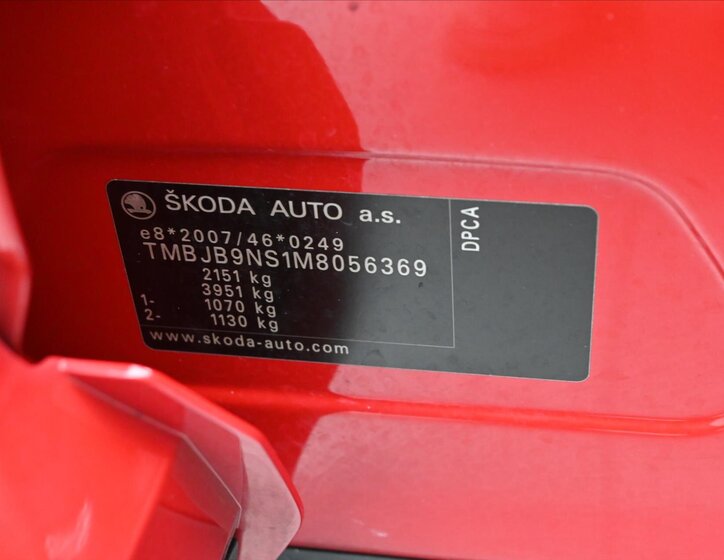 ŠKODA AUTO a.s.
e8*2007/46*0249
TMBJB9NS1M8056369
2151 kg
3951 kg
1- 1070 kg
2- 1130 kg
www.skoda-auto.com
DPCA